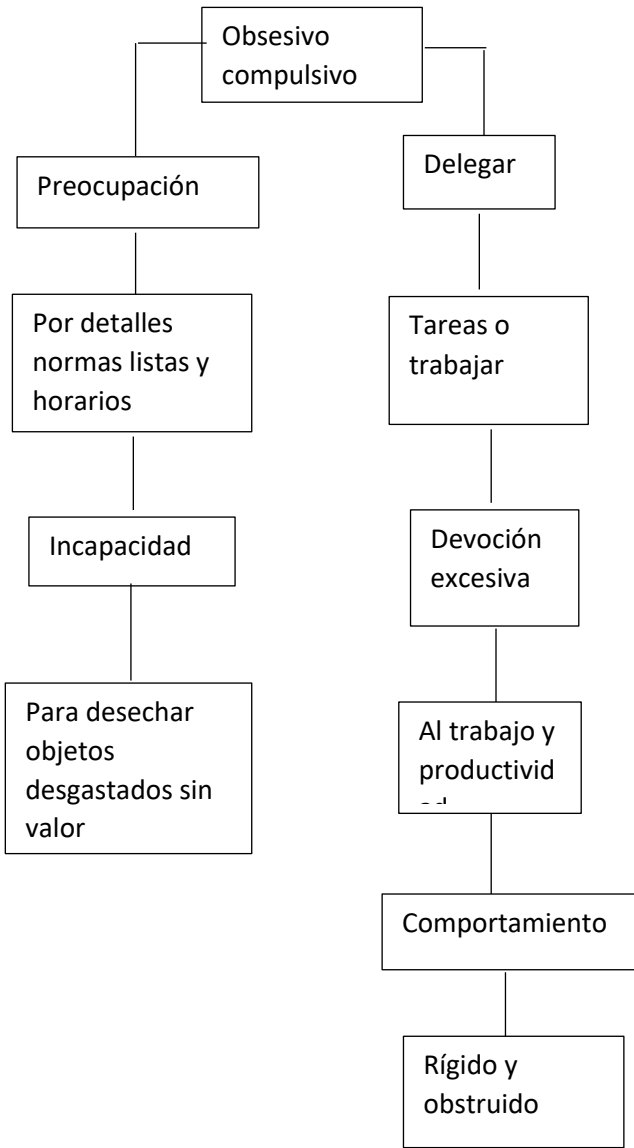 Obsesivo
compulsivo
Preocupación
Por detalles
normas listas y
horarios
Incapacidad
Para desechar
objetos
desgastados sin
valor
Delegar
Tareas o
trabajar
Devoción
excesiva
Al trabajo y
productivid
Comportamiento
Rígido y
obstruido